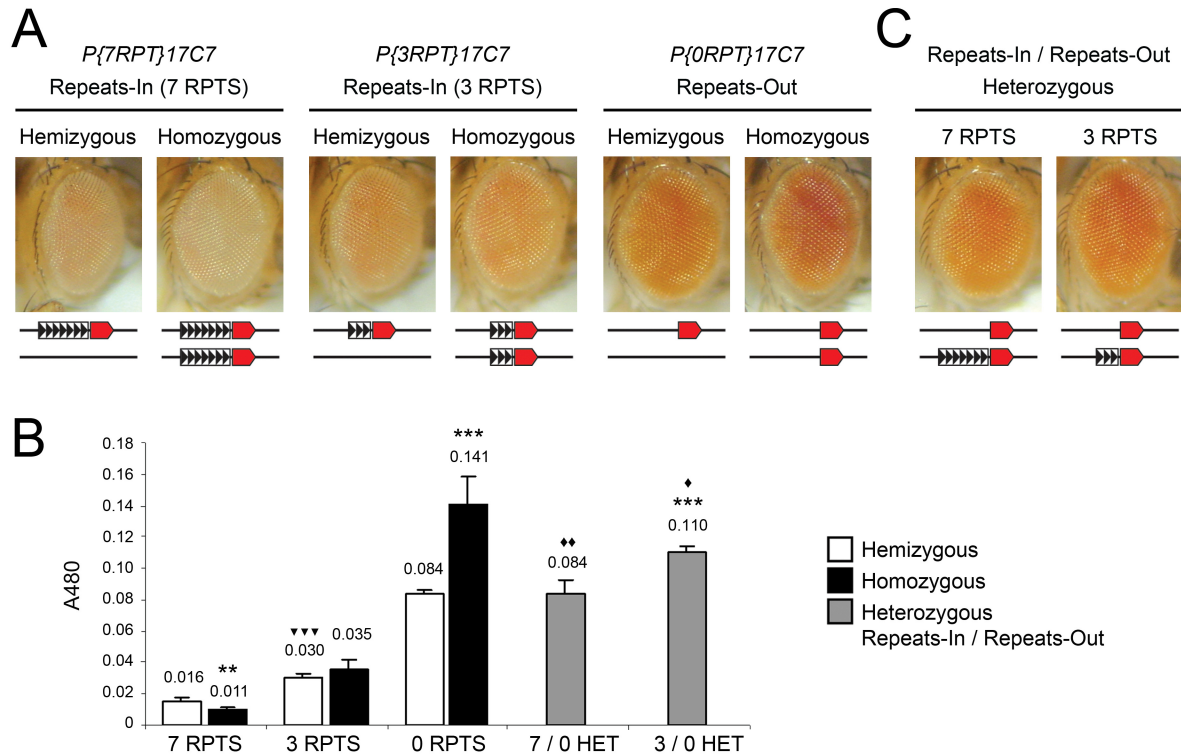 A
P{7RPT}17C7
Repeats-In (7 RPTS)
Hemizygous
Homozygous
P{3RPT}17C7
Repeats-In (3 RPTS)
Hemizygous
Homozygous
P{0RPT}17C7
Repeats-Out
Hemizygous
Homozygous
C
Repeats-In / Repeats-Out
Heterozygous
7 RPTS
3 RPTS
B
A480
0.18
0.16
0.14
0.12
0.10
0.08
0.06
0.04
0.02
0
0.016
**
0.011
▼▼▼
0.030
0.035
0.084
***
0.141
♦♦
0.084
♦
***
0.110
7 RPTS
3 RPTS
0 RPTS
7 / 0 HET
3 / 0 HET
Hemizygous
Homozygous
Heterozygous
Repeats-In / Repeats-Out